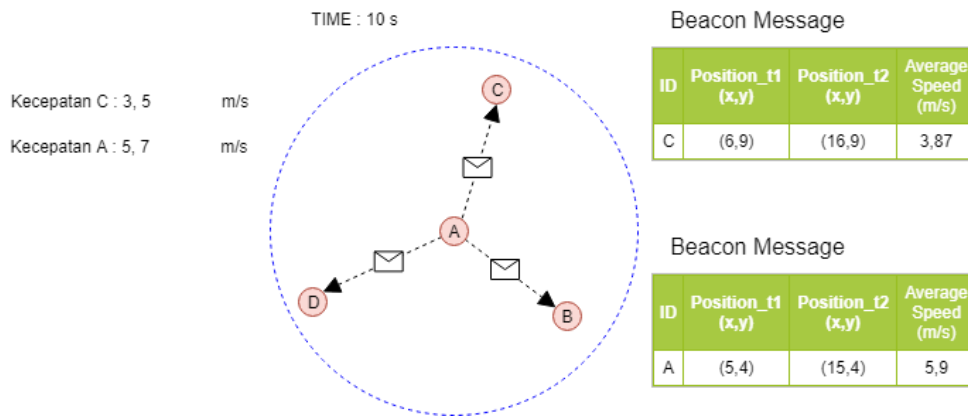 TIME : 10 s
Kecepatan C : 3, 5 m/s
Kecepatan A : 5, 7 m/s
C
A
D
B
Beacon Message
ID Position_t1 (x,y) Position_t2 (x,y) Average Speed (m/s)
C (6,9) (16,9) 3,87
Beacon Message
ID Position_t1 (x,y) Position_t2 (x,y) Average Speed (m/s)
A (5,4) (15,4) 5,9